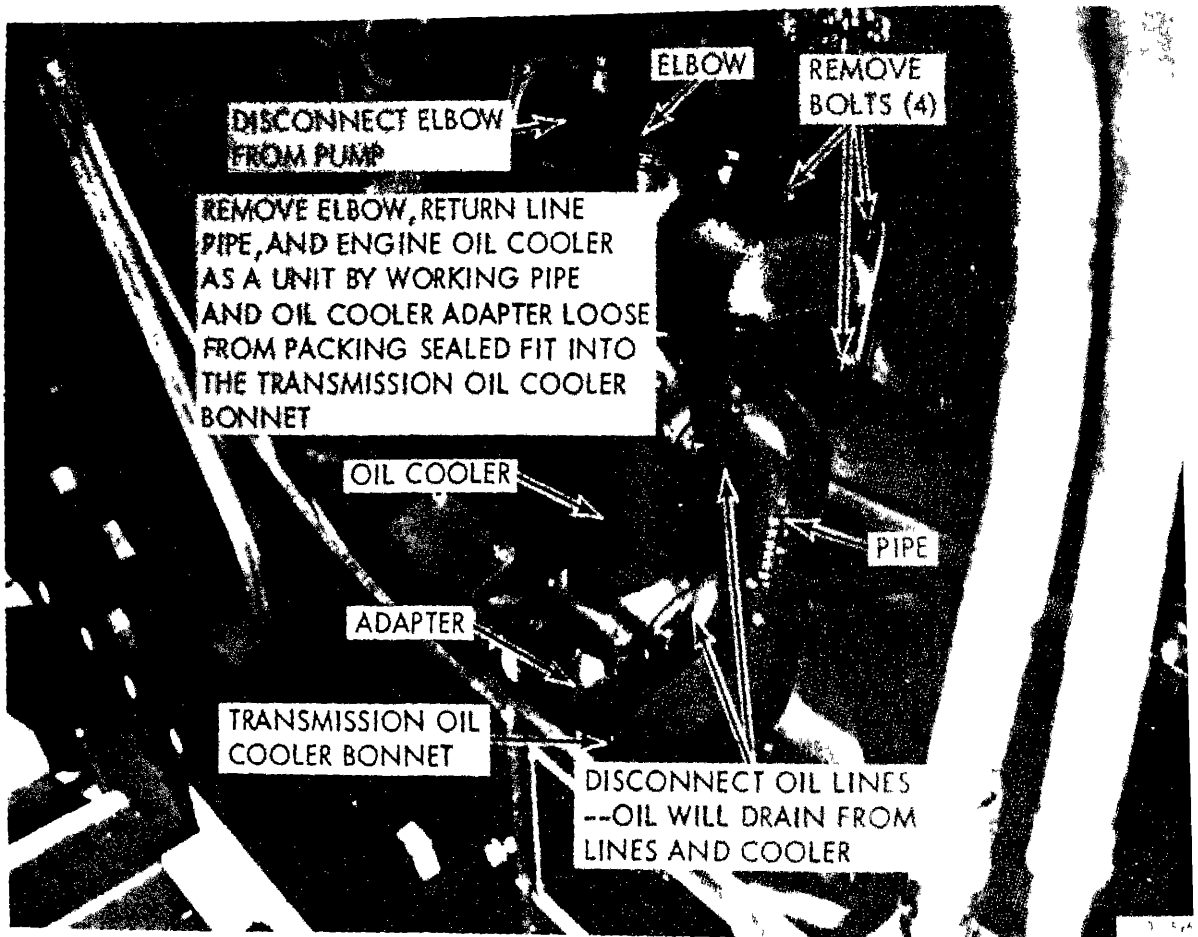 ELBOW
REMOVE
BOLTS (4)
DISCONNECT ELBOW
FROM PUMP
REMOVE ELBOW, RETURN LINE
PIPE, AND ENGINE OIL COOLER
AS A UNIT BY WORKING PIPE
AND OIL COOLER ADAPTER LOOSE
FROM PACKING SEALED FIT INTO
THE TRANSMISSION OIL COOLER
BONNET
OIL COOLER
PIPE
ADAPTER
TRANSMISSION OIL
COOLER BONNET
DISCONNECT OIL LINES
--OIL WILL DRAIN FROM
LINES AND COOLER